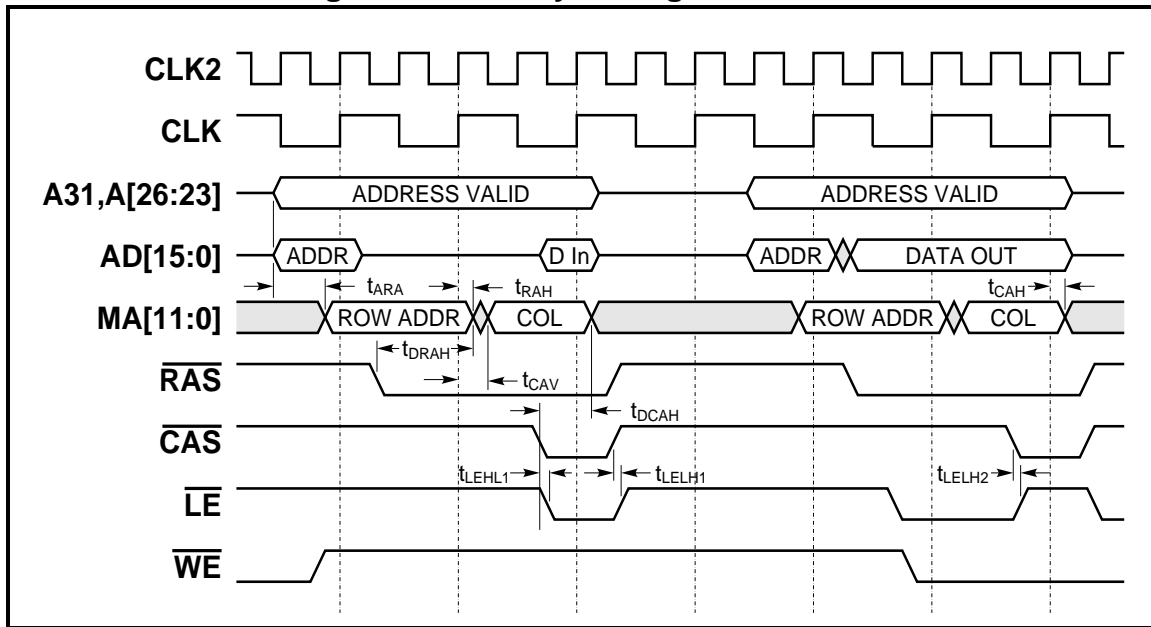 CLK2
CLK
A31,A[26:23] ADDRESS VALID ADDRESS VALID
AD[15:0] ADDR D In ADDR DATA OUT
tARA tRAH tCAH
MA[11:0] ROW ADDR COL ROW ADDR COL
tDRAH
RAS tCAV
tDCAH
CAS
tLEHL1 tLELH1 tLELH2
LE
WE